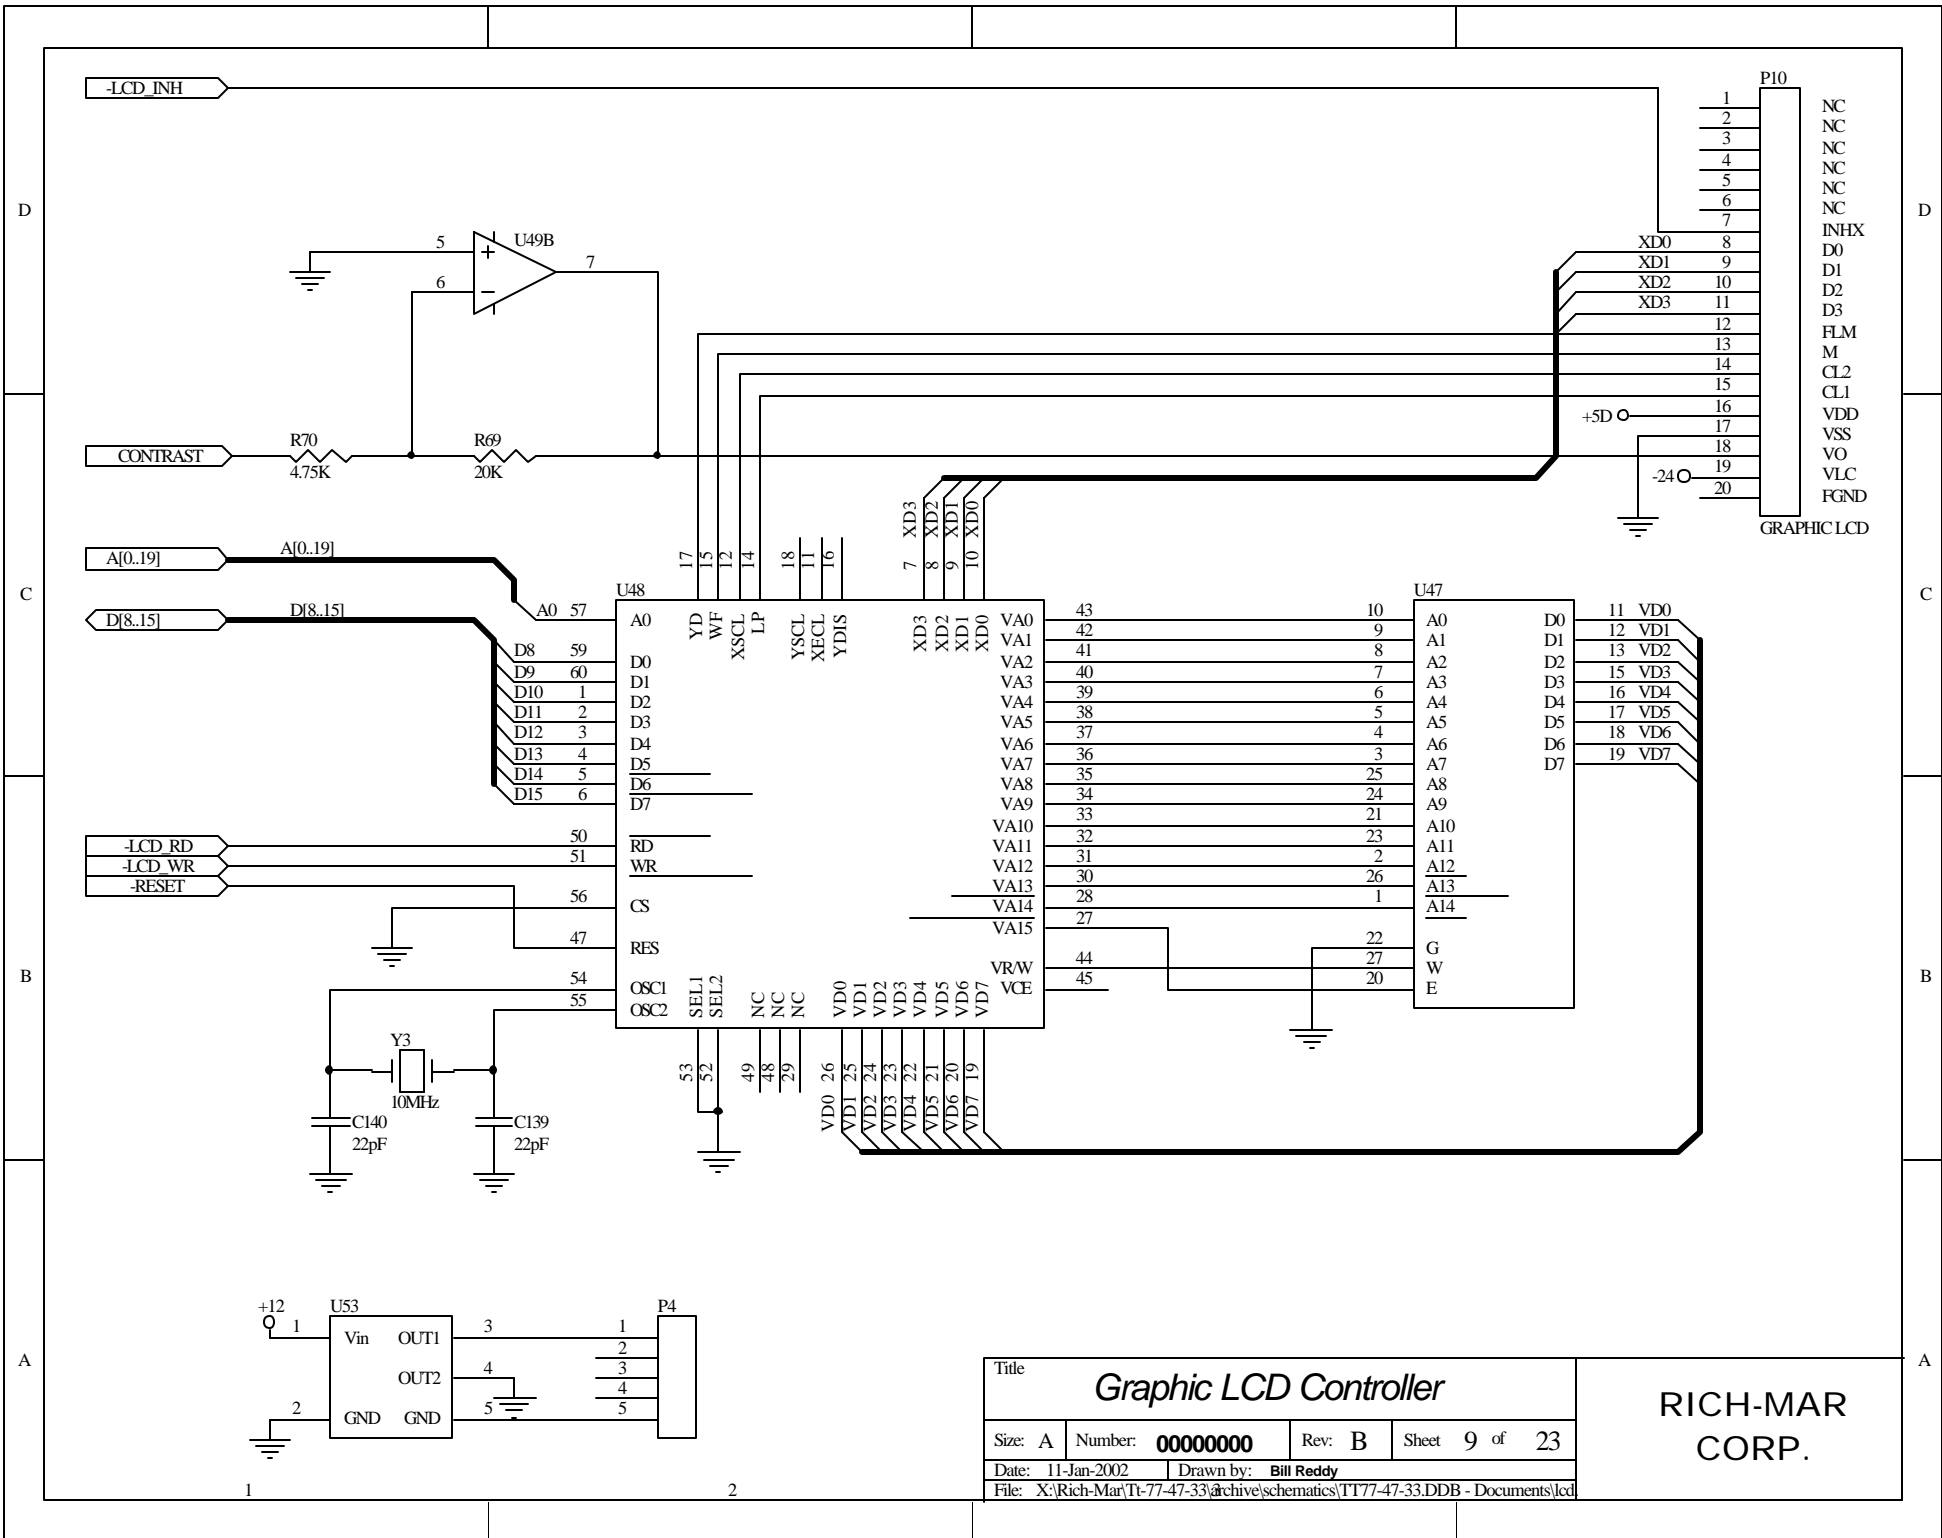 -LCD_INH
P10
1 NC
2 NC
3 NC
4 NC
5 NC
6 NC
7 INHX
XD0 8 D0
XD1 9 D1
XD2 10 D2
XD3 11 D3
12 FLM
13 M
14 CL2
15 CL1
+5D 16 VDD
17 VSS
18 VO
-24 19 VLC
20 FGND
GRAPHIC LCD
D
D
5 + U49B
7
6 −
CONTRAST
R70
4.75K
R69
20K
XD3 XD2 XD1 XD0
A[0..19] A[0..19]
D[8..15] D[8..15]
C
C
17 15 12 14 18 11 16 7 8 9 10
U48
U47
A0 57 A0
YD WF XSCL LP YSCL XECL YDIS XD3 XD2 XD1 XD0
D8 59 D0
D9 60 D1
D10 1 D2
D11 2 D3
D12 3 D4
D13 4 D5
D14 5 D6
D15 6 D7
-LCD_RD 50 RD
-LCD_WR 51 WR
-RESET
56 CS
47 RES
54 OSC1
55 OSC2
VA0 43 10 A0
VA1 42 9 A1
VA2 41 8 A2
VA3 40 7 A3
VA4 39 6 A4
VA5 38 5 A5
VA6 37 4 A6
VA7 36 3 A7
VA8 35 25 A8
VA9 34 24 A9
VA10 33 21 A10
VA11 32 23 A11
VA12 31 2 A12
VA13 30 26 A13
VA14 28 1 A14
VA15 27
22 G
VR/W 44 27 W
VCE 45 20 E
D0 11 VD0
D1 12 VD1
D2 13 VD2
D3 15 VD3
D4 16 VD4
D5 17 VD5
D6 18 VD6
D7 19 VD7
B
B
SEL1 SEL2 NC NC NC VD0 VD1 VD2 VD3 VD4 VD5 VD6 VD7
53 52 49 48 29 26 25 24 23 22 21 20 19
VD0 VD1 VD2 VD3 VD4 VD5 VD6 VD7
Y3
10MHz
C140
22pF
C139
22pF
+12
U53
P4
1 Vin OUT1 3 1
2
OUT2 4 3
4
2 GND GND 5 5
A
A
1
2
Title
Graphic LCD Controller
Size: A Number: 00000000 Rev: B Sheet 9 of 23
Date: 11-Jan-2002 Drawn by: Bill Reddy
RICH-MAR
CORP.